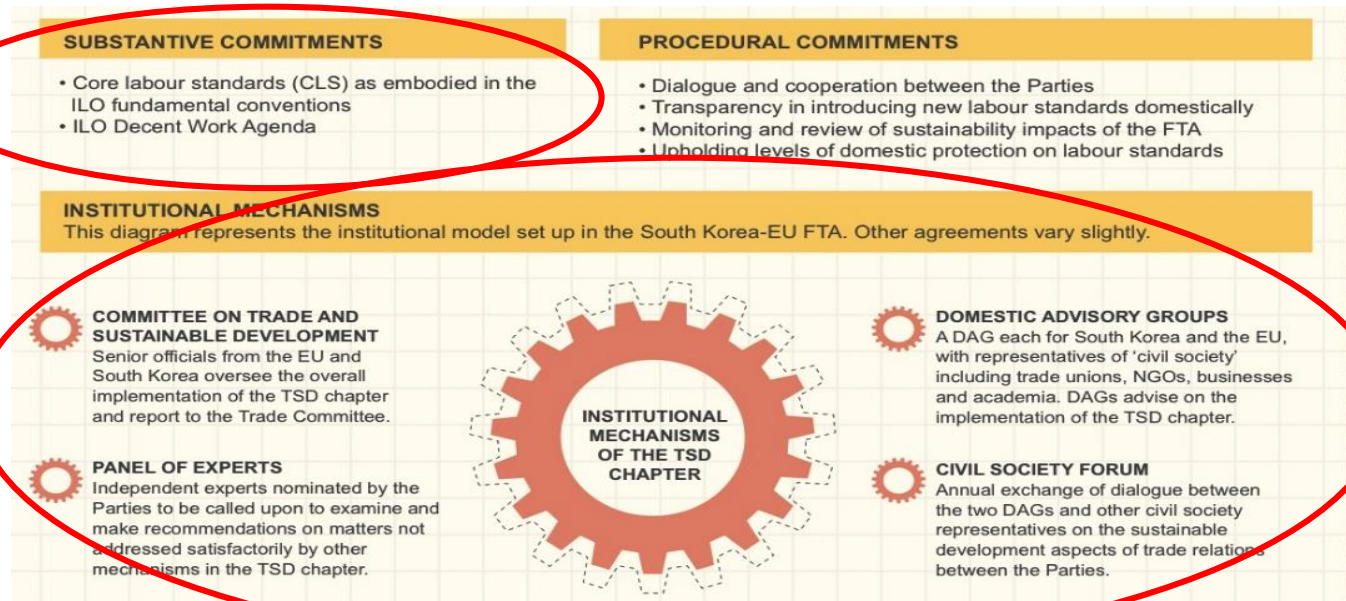 SUBSTANTIVE COMMITMENTS
• Core labour standards (CLS) as embodied in the
ILO fundamental conventions
• ILO Decent Work Agenda
PROCEDURAL COMMITMENTS
• Dialogue and cooperation between the Parties
• Transparency in introducing new labour standards domestically
• Monitoring and review of sustainability impacts of the FTA
• Upholding levels of domestic protection on labour standards
INSTITUTIONAL MECHANISMS
This diagram represents the institutional model set up in the South Korea-EU FTA. Other agreements vary slightly.
COMMITTEE ON TRADE AND
SUSTAINABLE DEVELOPMENT
Senior officials from the EU and
South Korea oversee the overall
implementation of the TSD chapter
and report to the Trade Committee.
PANEL OF EXPERTS
Independent experts nominated by the
Parties to be called upon to examine and
make recommendations on matters not
addressed satisfactorily by other
mechanisms in the TSD chapter.
INSTITUTIONAL
MECHANISMS
OF THE TSD
CHAPTER
DOMESTIC ADVISORY GROUPS
A DAG each for South Korea and the EU,
with representatives of 'civil society'
including trade unions, NGOs, businesses
and academia. DAGs advise on the
implementation of the TSD chapter.
CIVIL SOCIETY FORUM
Annual exchange of dialogue between
the two DAGs and other civil society
representatives on the sustainable
development aspects of trade relations
between the Parties.